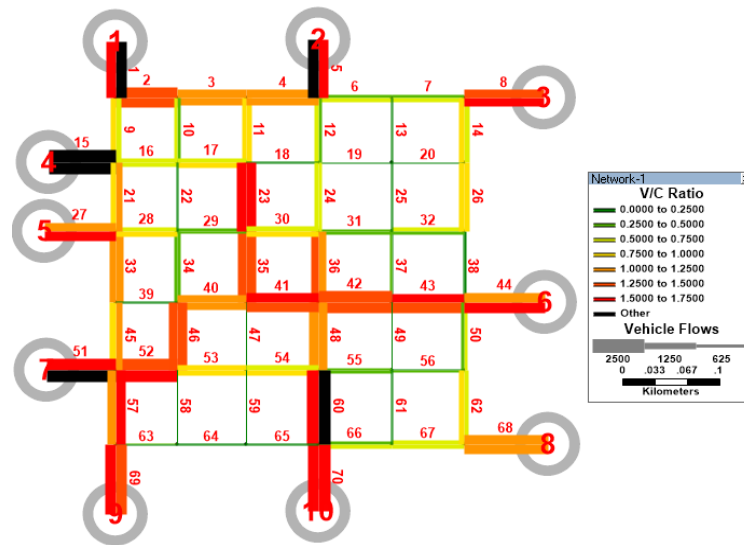 1 2
1 2 3 4 5 6 7 8 3
9 10 11 12 13 14
15 16 17 18 19 20
4
21 22 23 24 25 26
27 28 29 30 31 32
5
33 34 35 36 37 38
39 40 41 42 43 44
6
45 46 47 48 49 50
51 52 53 54 55 56
7
57 58 59 60 61 62
63 64 65 66 67 68
8
69 70
9 10
Network-1
V/C Ratio
0.0000 to 0.2500
0.2500 to 0.5000
0.5000 to 0.7500
0.7500 to 1.0000
1.0000 to 1.2500
1.2500 to 1.5000
1.5000 to 1.7500
Other
Vehicle Flows
2500 1250 625
0 .033 .067 .1
Kilometers